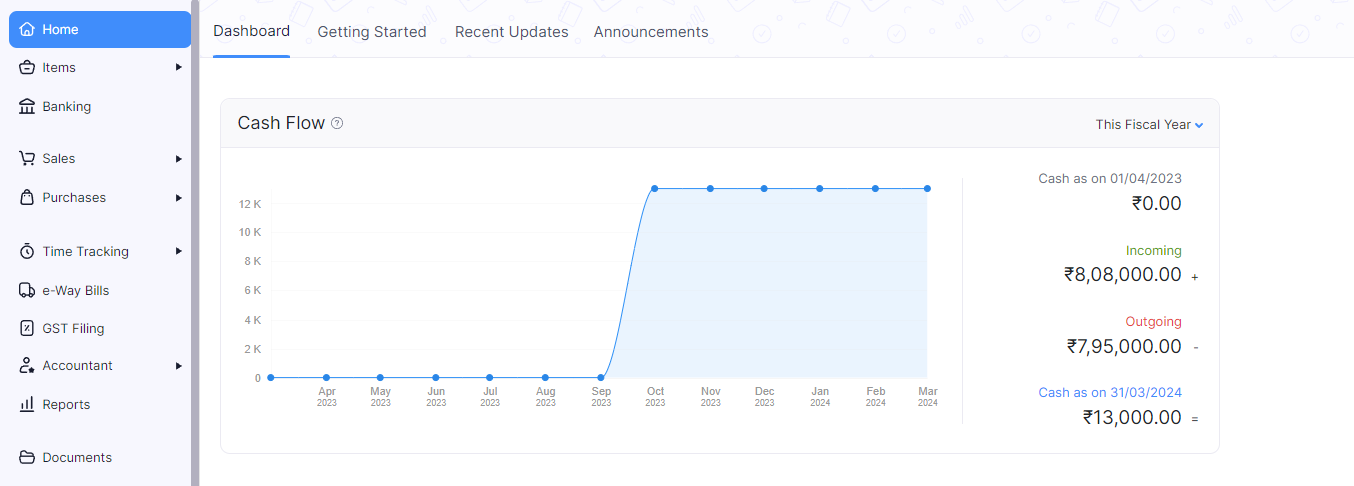 Home
Items
Banking
Sales
Purchases
Time Tracking
e-Way Bills
GST Filing
Accountant
Reports
Documents
Dashboard Getting Started Recent Updates Announcements
Cash Flow ?
This Fiscal Year
12 K
10 K
8 K
6 K
4 K
2 K
0
Apr May Jun Jul Aug Sep Oct Nov Dec Jan Feb Mar
2023 2023 2023 2023 2023 2023 2023 2023 2023 2024 2024 2024
Cash as on 01/04/2023
₹0.00
Incoming
₹8,08,000.00 +
Outgoing
₹7,95,000.00 -
Cash as on 31/03/2024
₹13,000.00 =